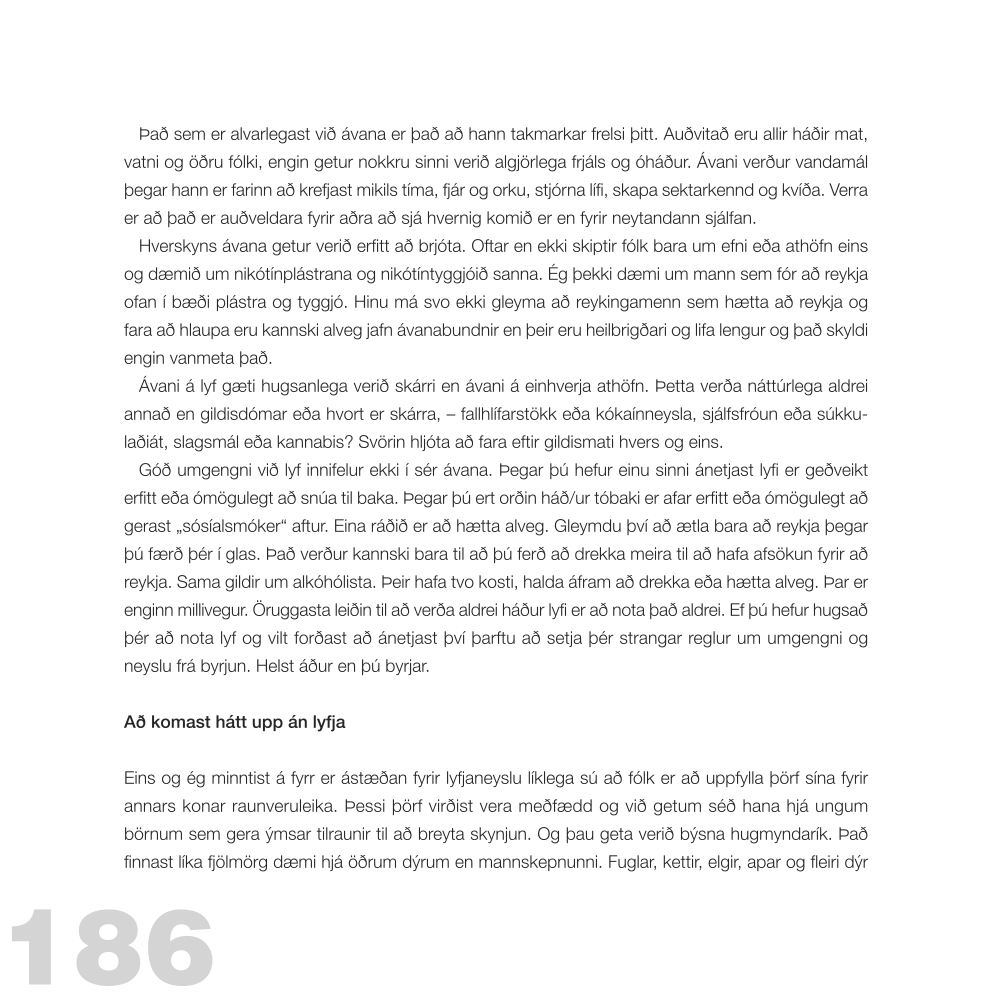 Það sem er alvarlegast við ávana er það að hann takmarkar frelsi þitt. Auðvitað eru allir háðir mat,
vatni og öðru fólki, engin getur nokkru sinni verið algjörlega frjáls og óháður. Ávani verður vandamál
þegar hann er farinn að krefjast mikils tíma, fjár og orku, stjórna lífi, skapa sektarkennd og kvíða. Verra
er að það er auðveldara fyrir aðra að sjá hvernig komið er en fyrir neytandann sjálfan.
Hverskyns ávana getur verið erfitt að brjóta. Oftar en ekki skiptir fólk bara um efni eða athöfn eins
og dæmið um nikótínplástrana og nikótíntyggjóið sanna. Ég þekki dæmi um mann sem fór að reykja
ofan í bæði plástra og tyggjó. Hinu má svo ekki gleyma að reykingamenn sem hætta að reykja og
fara að hlaupa eru kannski alveg jafn ávanabundnir en þeir eru heilbrigðari og lifa lengur og það skyldi
engin vanmeta það.
Ávani á lyf gæti hugsanlega verið skárri en ávani á einhverja athöfn. Þetta verða náttúrlega aldrei
annað en gildisdómar eða hvort er skárra, – fallhlífarstökk eða kókaínneysla, sjálfsfróun eða súkku-
laðiát, slagsmál eða kannabis? Svörin hljóta að fara eftir gildismati hvers og eins.
Góð umgengni við lyf innifelur ekki í sér ávana. Þegar þú hefur einu sinni ánetjast lyfi er geðveikt
erfitt eða ómögulegt að snúa til baka. Þegar þú ert orðin háð/ur tóbaki er afar erfitt eða ómögulegt að
gerast „sósíalsmóker“ aftur. Eina ráðið er að hætta alveg. Gleymdu því að ætla bara að reykja þegar
þú færð þér í glas. Það verður kannski bara til að þú ferð að drekka meira til að hafa afsökun fyrir að
reykja. Sama gildir um alkóhólista. Þeir hafa tvo kosti, halda áfram að drekka eða hætta alveg. Þar er
enginn millivegur. Öruggasta leiðin til að verða aldrei háður lyfi er að nota það aldrei. Ef þú hefur hugsað
þér að nota lyf og vilt forðast að ánetjast því þarftu að setja þér strangar reglur um umgengni og
neyslu frá byrjun. Helst áður en þú byrjar.
Að komast hátt upp án lyfja
Eins og ég minntist á fyrr er ástæðan fyrir lyfjaneyslu líklega sú að fólk er að uppfylla þörf sína fyrir
annars konar raunveruleika. Þessi þörf virðist vera meðfædd og við getum séð hana hjá ungum
börnum sem gera ýmsar tilraunir til að breyta skynjun. Og þau geta verið býsna hugmyndarík. Það
finnast líka fjölmörg dæmi hjá öðrum dýrum en mannskepnunni. Fuglar, kettir, elgir, apar og fleiri dýr
186